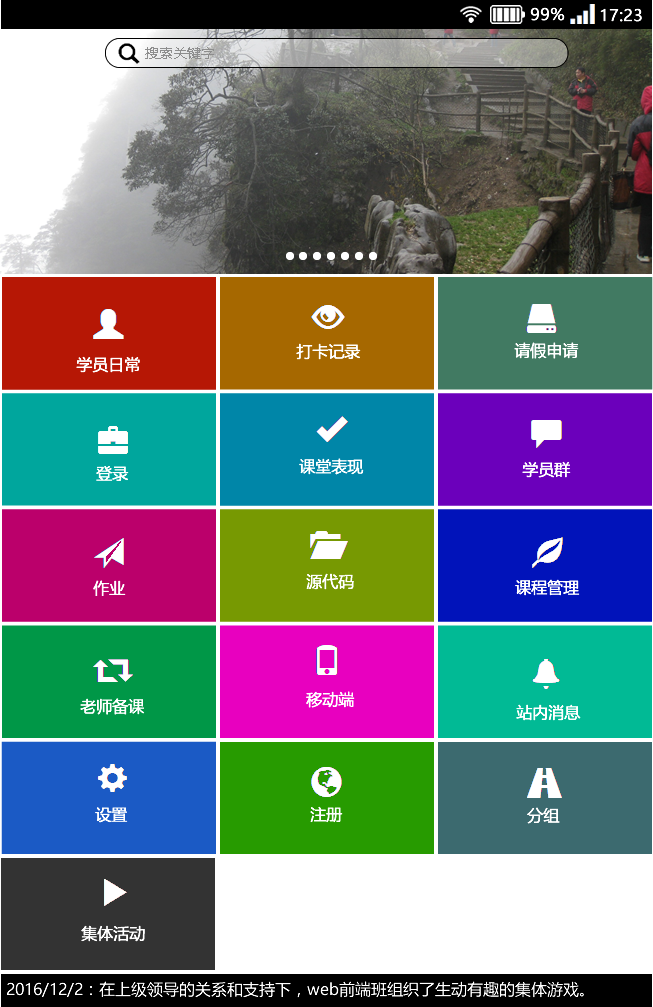 99% 17:23
搜索关键字
学员日常
打卡记录
请假申请
登录
课堂表现
学员群
作业
源代码
课程管理
老师备课
移动端
站内消息
设置
注册
分组
集体活动
2016/12/2：在上级领导的关系和支持下，web前端班组织了生动有趣的集体游戏。